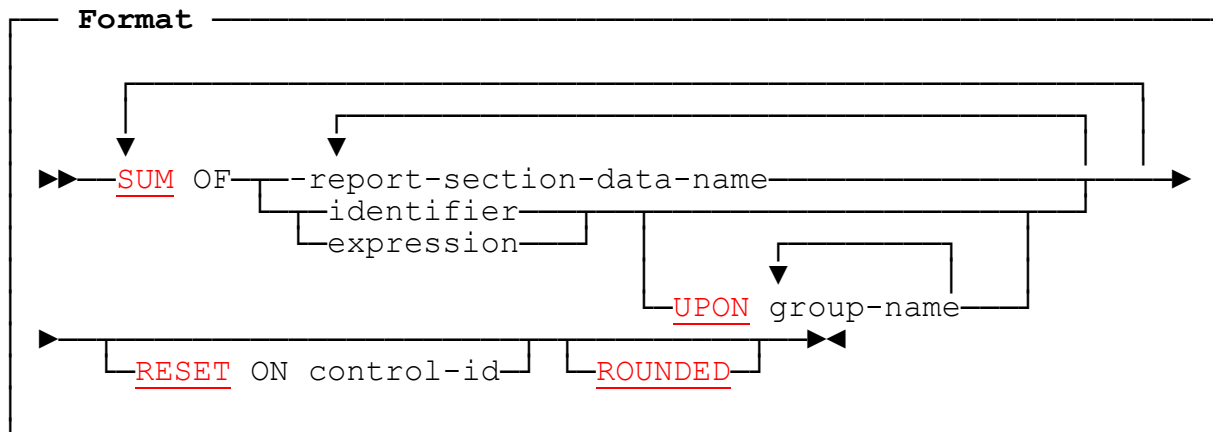 Format
SUM OF -report-section-data-name
identifier
expression
UPON group-name
RESET ON control-id ROUNDED